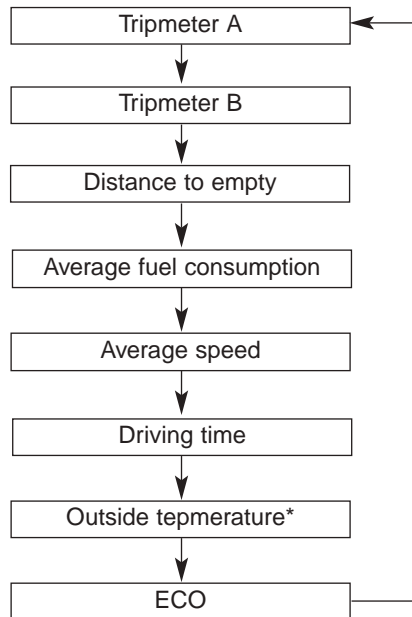 Tripmeter A
Tripmeter B
Distance to empty
Average fuel consumption
Average speed
Driving time
Outside tepmerature*
ECO